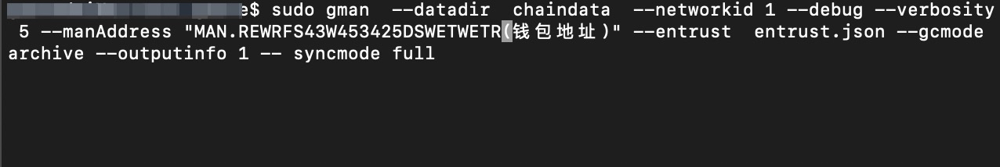 e$ sudo gman  --datadir  chaindata  --networkid 1 --debug --verbosity
5 --manAddress "MAN.REWRFS43W453425DSWETWETR(钱包地址)" --entrust  entrust.json --gcmode
archive --outputinfo 1 -- syncmode full